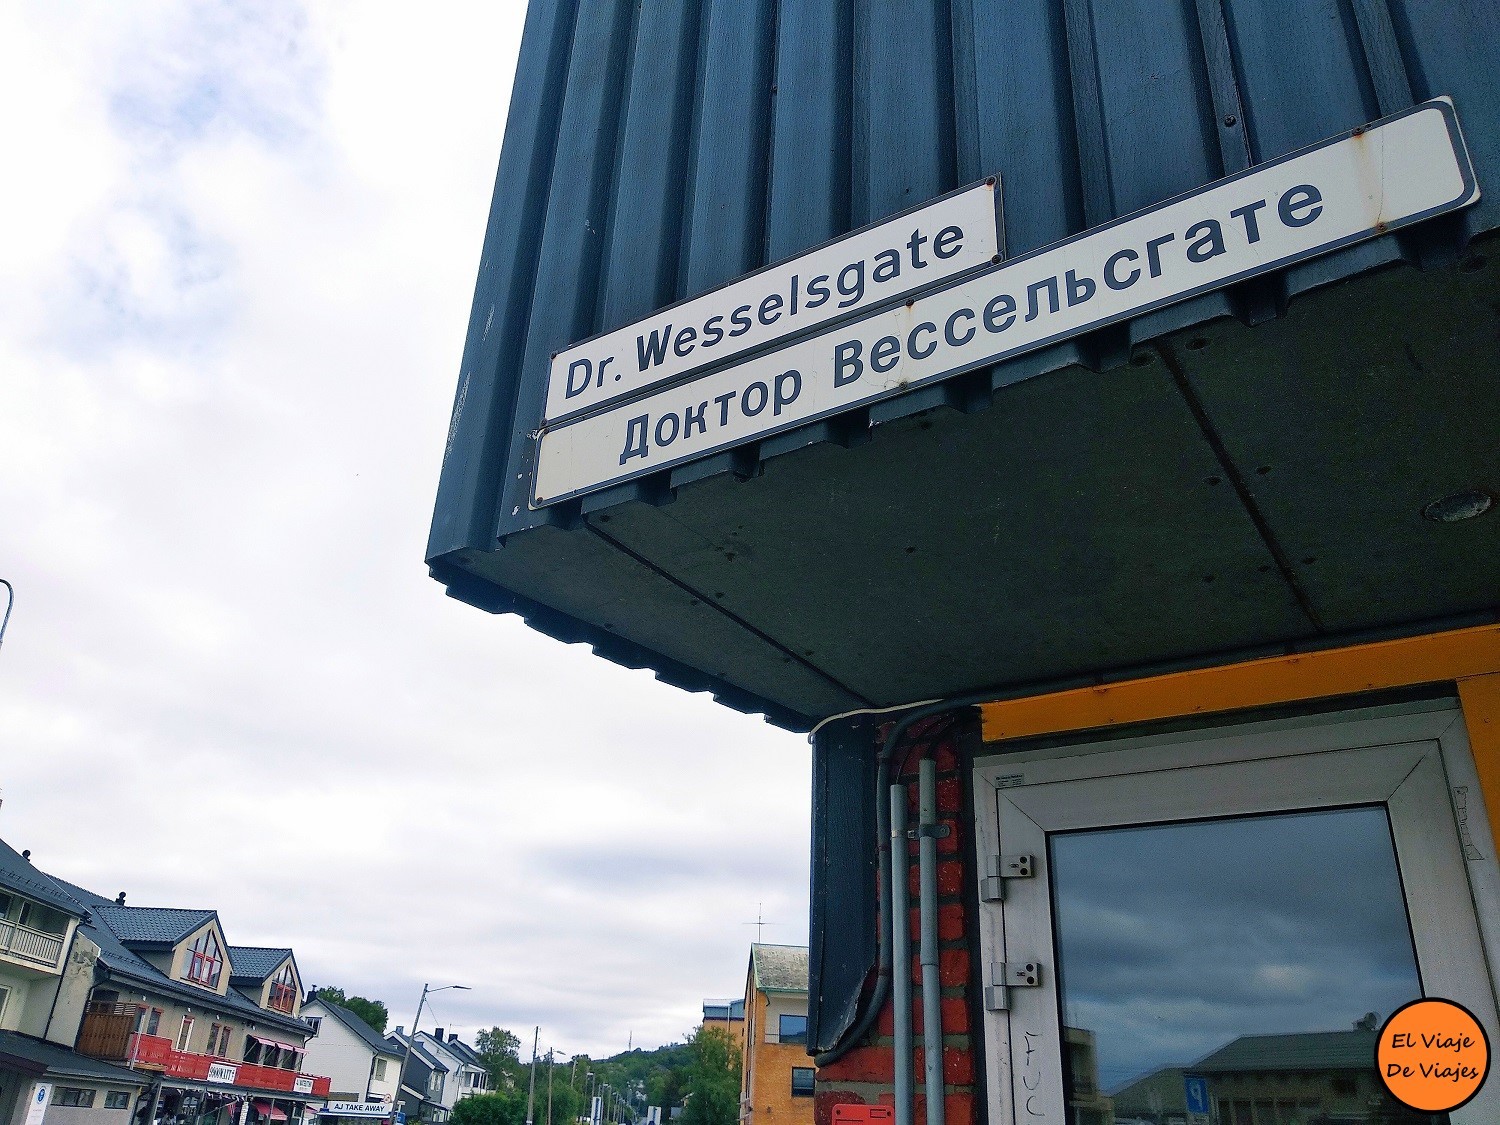 Dr. Wesselsgate
Доктор Вессельсгате
AJ TAKE AWAY
El Viaje
De Viajes